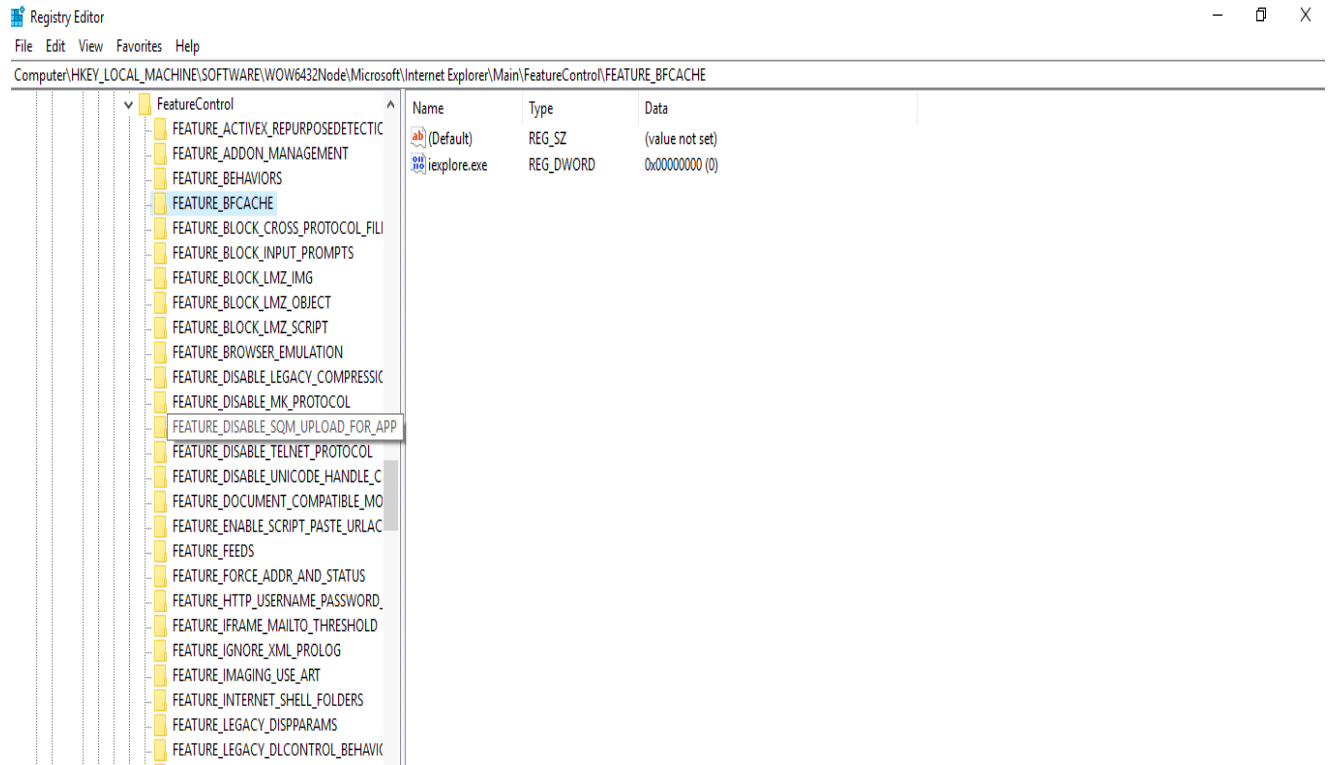 Registry Editor
File Edit View Favorites Help
Computer\HKEY_LOCAL_MACHINE\SOFTWARE\WOW6432Node\Microsoft\Internet Explorer\Main\FeatureControl\FEATURE_BFCACHE
FeatureControl
FEATURE_ACTIVEX_REPURPOSEDETECTIC
FEATURE_ADDON_MANAGEMENT
FEATURE_BEHAVIORS
FEATURE_BFCACHE
FEATURE_BLOCK_CROSS_PROTOCOL_FILI
FEATURE_BLOCK_INPUT_PROMPTS
FEATURE_BLOCK_LMZ_IMG
FEATURE_BLOCK_LMZ_OBJECT
FEATURE_BLOCK_LMZ_SCRIPT
FEATURE_BROWSER_EMULATION
FEATURE_DISABLE_LEGACY_COMPRESSIC
FEATURE_DISABLE_MK_PROTOCOL
FEATURE_DISABLE_SQM_UPLOAD_FOR_APP
FEATURE_DISABLE_TELNET_PROTOCOL
FEATURE_DISABLE_UNICODE_HANDLE_C
FEATURE_DOCUMENT_COMPATIBLE_MO
FEATURE_ENABLE_SCRIPT_PASTE_URLAC
FEATURE_FEEDS
FEATURE_FORCE_ADDR_AND_STATUS
FEATURE_HTTP_USERNAME_PASSWORD_
FEATURE_IFRAME_MAILTO_THRESHOLD
FEATURE_IGNORE_XML_PROLOG
FEATURE_IMAGING_USE_ART
FEATURE_INTERNET_SHELL_FOLDERS
FEATURE_LEGACY_DISPPARAMS
FEATURE_LEGACY_DLCONTROL_BEHAVIC
Name Type Data
(Default) REG_SZ (value not set)
iexplore.exe REG_DWORD 0x00000000 (0)